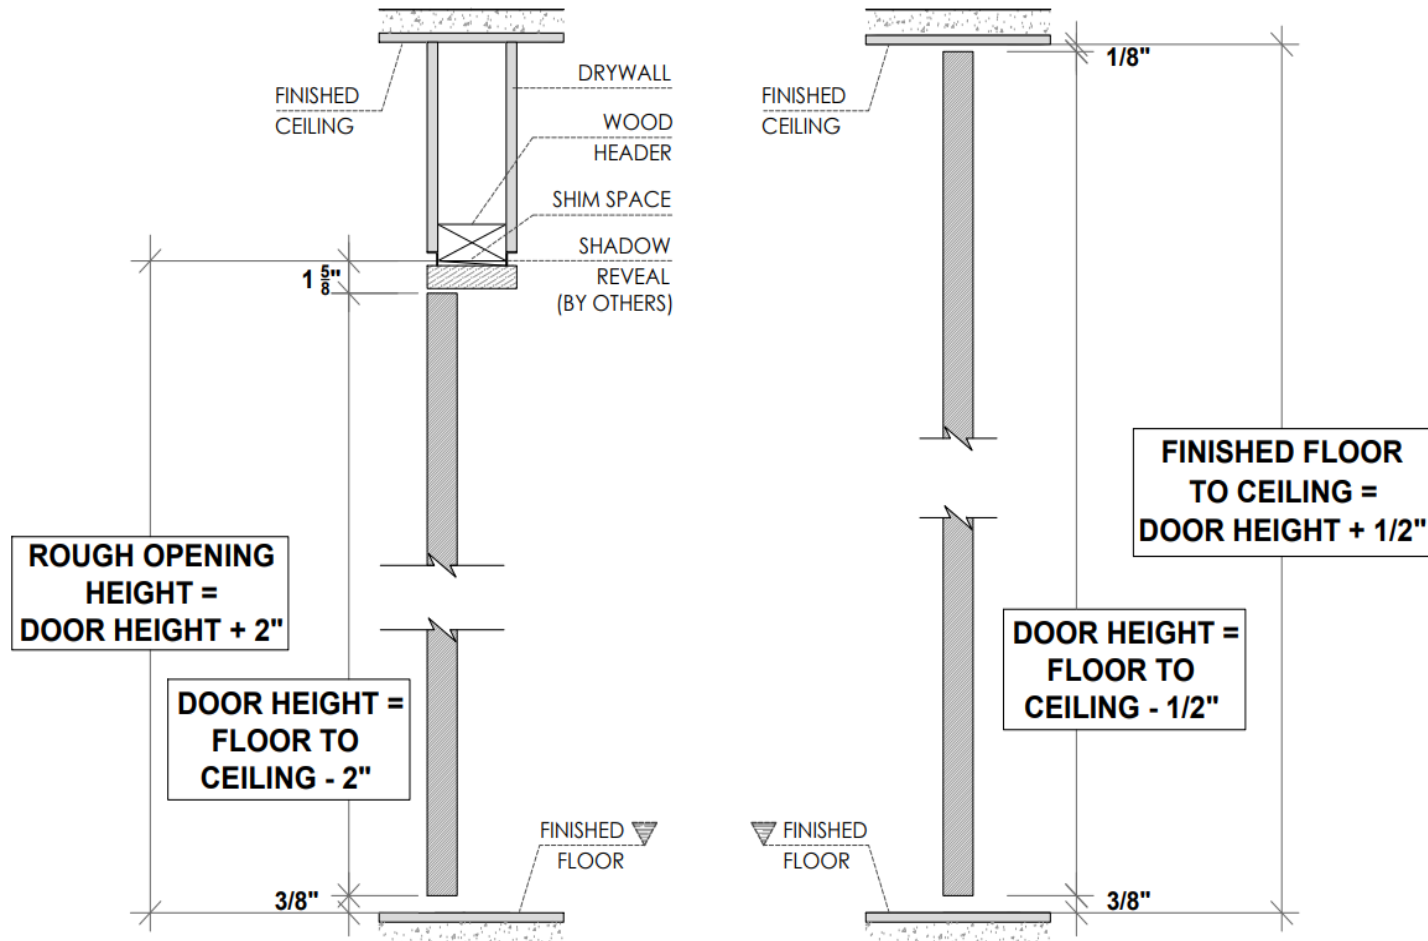 FINISHED
CEILING
DRYWALL
WOOD
HEADER
SHIM SPACE
SHADOW
REVEAL
(BY OTHERS)
1 5/8"
ROUGH OPENING
HEIGHT =
DOOR HEIGHT + 2"
DOOR HEIGHT =
FLOOR TO
CEILING - 2"
FINISHED
FLOOR
3/8"
FINISHED
CEILING
1/8"
FINISHED FLOOR
TO CEILING =
DOOR HEIGHT + 1/2"
DOOR HEIGHT =
FLOOR TO
CEILING - 1/2"
FINISHED
FLOOR
3/8"